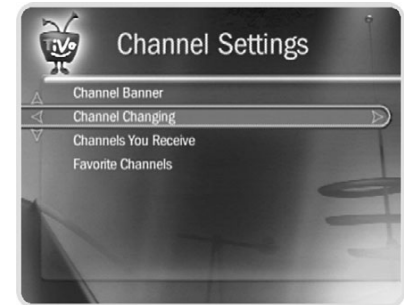 TiVo
Channel Settings
Channel Banner
Channel Changing
Channels You Receive
Favorite Channels